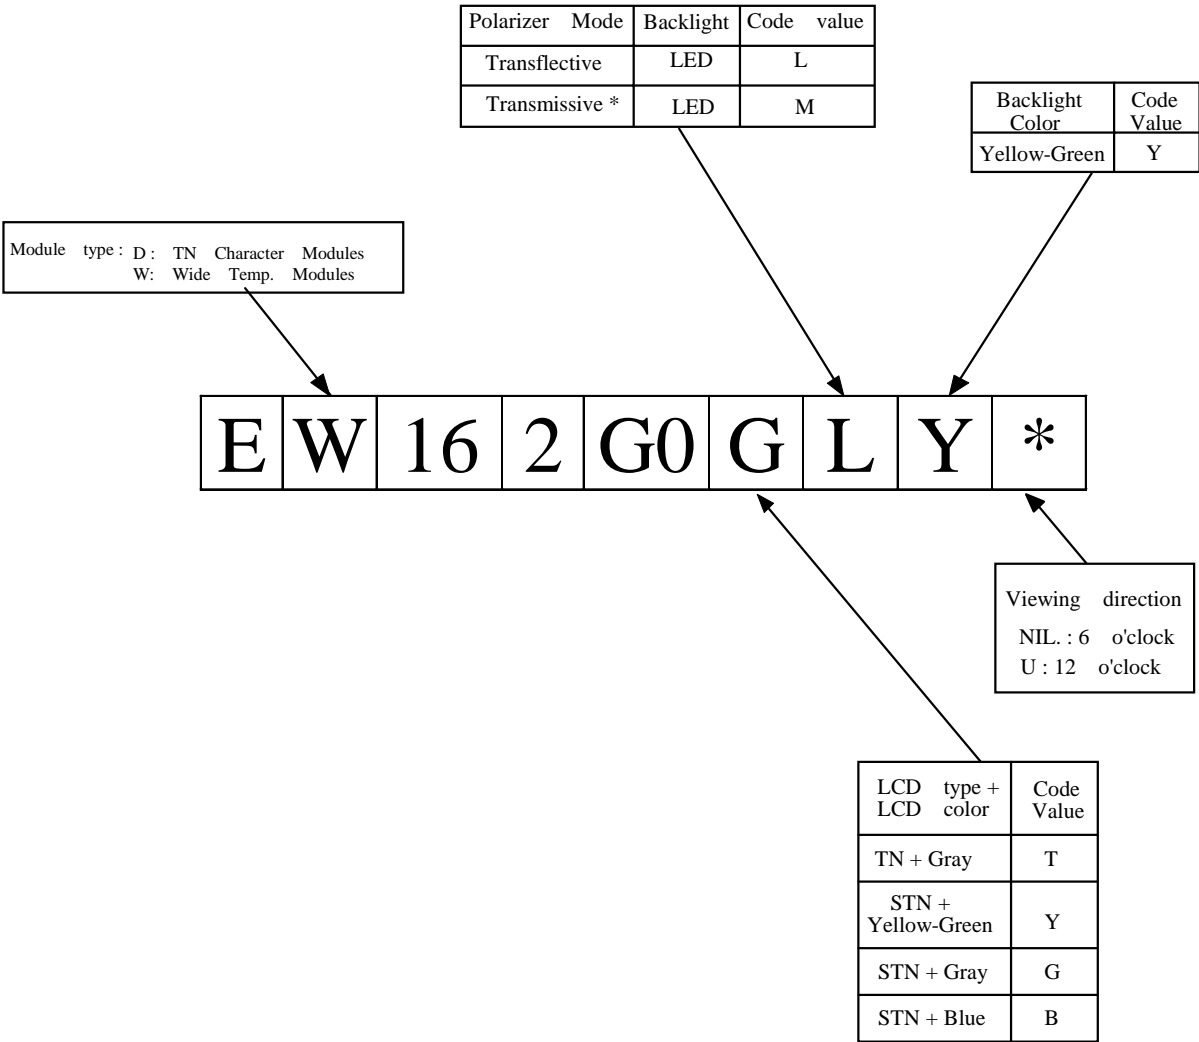 Polarizer Mode Backlight Code value
Transflective LED L
Transmissive * LED M
Backlight Color Code Value
Yellow-Green Y
Module type : D : TN Character Modules
W: Wide Temp. Modules
E W 16 2 G0 G L Y *
Viewing direction
NIL. : 6 o'clock
U : 12 o'clock
LCD type + Code
LCD color Value
TN + Gray T
STN +
Yellow-Green Y
STN + Gray G
STN + Blue B